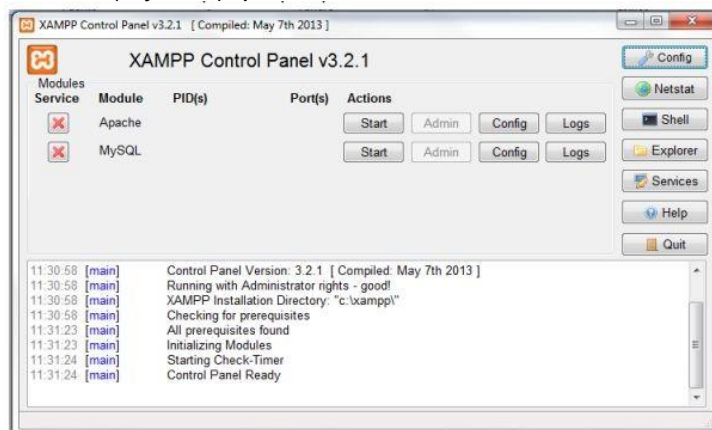 XAMPP Control Panel v3.2.1 [ Compiled: May 7th 2013 ]
XAMPP Control Panel v3.2.1
Config
Modules
Service Module PID(s) Port(s) Actions
Netstat
Apache Start Admin Config Logs
Shell
MySQL Start Admin Config Logs
Explorer
Services
Help
Quit
11:30:58 [main] Control Panel Version: 3.2.1 [ Compiled: May 7th 2013 ]
11:30:58 [main] Running with Administrator rights - good!
11:30:58 [main] XAMPP Installation Directory: "c:\xampp\"
11:30:58 [main] Checking for prerequisites
11:31:23 [main] All prerequisites found
11:31:23 [main] Initializing Modules
11:31:24 [main] Starting Check-Timer
11:31:24 [main] Control Panel Ready